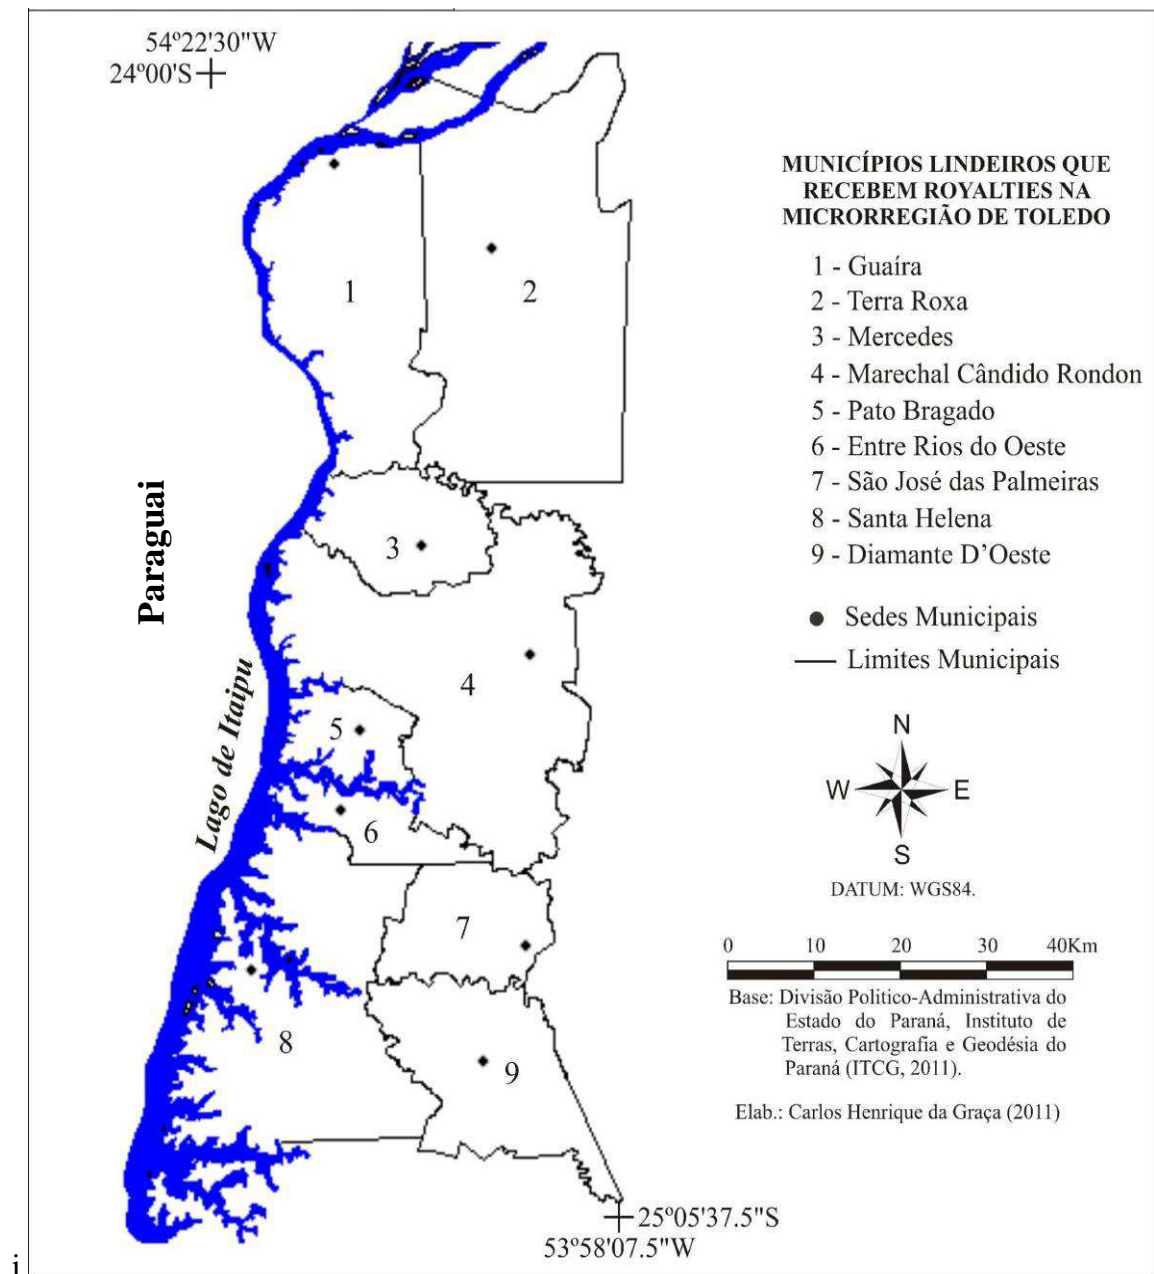 54º22'30"W
24º00'S
MUNICÍPIOS LINDEIROS QUE
RECEBEM ROYALTIES NA
MICRORREGIÃO DE TOLEDO
1 - Guaíra
2 - Terra Roxa
3 - Mercedes
4 - Marechal Cândido Rondon
5 - Pato Bragado
6 - Entre Rios do Oeste
7 - São José das Palmeiras
8 - Santa Helena
9 - Diamante D'Oeste
Sedes Municipais
Limites Municipais
1
2
3
4
5
6
7
8
9
Paraguai
Lago de Itaipu
N
W E
S
DATUM: WGS84.
0 10 20 30 40Km
Base: Divisão Politico-Administrativa do
Estado do Paraná, Instituto de
Terras, Cartografia e Geodésia do
Paraná (ITCG, 2011).
Elab.: Carlos Henrique da Graça (2011)
25º05'37.5"S
53º58'07.5"W
i